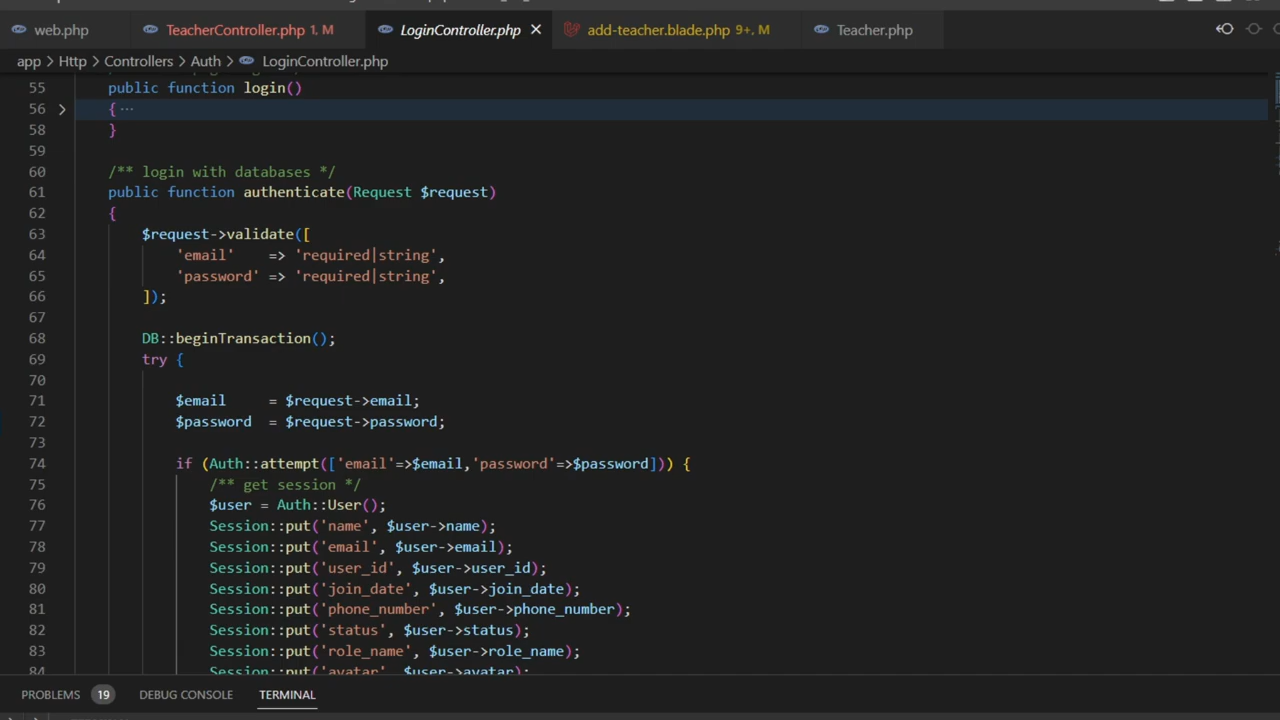 web.php TeacherController.php 1, M LoginController.php add-teacher.blade.php 9+, M Teacher.php
app > Http > Controllers > Auth > LoginController.php
55 public function login()
56 { ...
58 }
59
60 /** login with databases */
61 public function authenticate(Request $request)
62 {
63 $request->validate([
64 'email' => 'required|string',
65 'password' => 'required|string',
66 ]);
67
68 DB::beginTransaction();
69 try {
70
71 $email = $request->email;
72 $password = $request->password;
73
74 if (Auth::attempt(['email'=>$email,'password'=>$password])) {
75 /** get session */
76 $user = Auth::User();
77 Session::put('name', $user->name);
78 Session::put('email', $user->email);
79 Session::put('user_id', $user->user_id);
80 Session::put('join_date', $user->join_date);
81 Session::put('phone_number', $user->phone_number);
82 Session::put('status', $user->status);
83 Session::put('role_name', $user->role_name);
84 Session::put('avatar', $user->avatar);
PROBLEMS 19 DEBUG CONSOLE TERMINAL